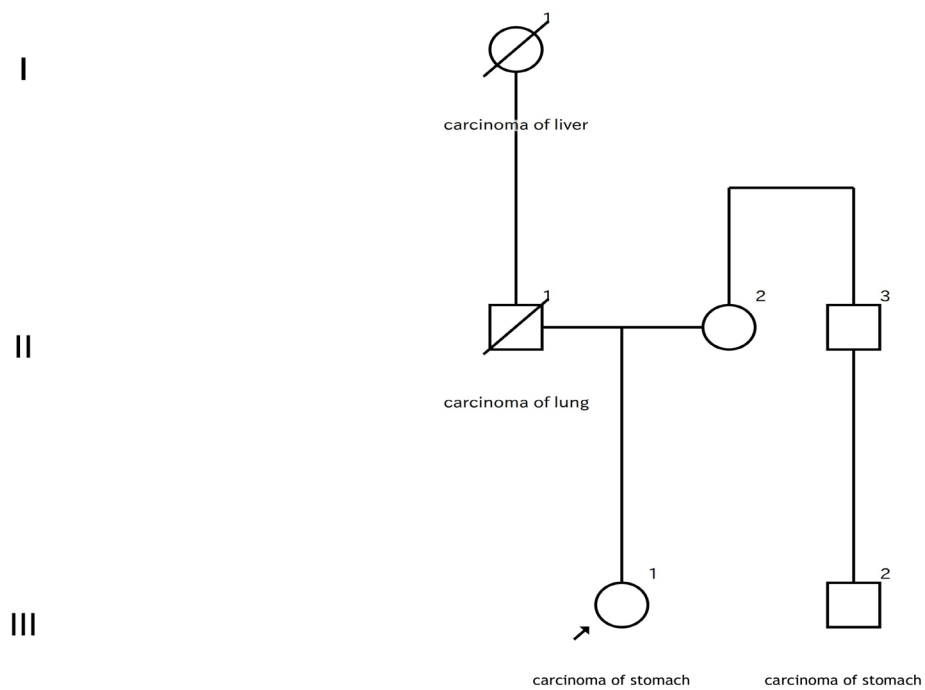 1
I
carcinoma of liver
1
2
3
II
carcinoma of lung
1
2
III
carcinoma of stomach
carcinoma of stomach